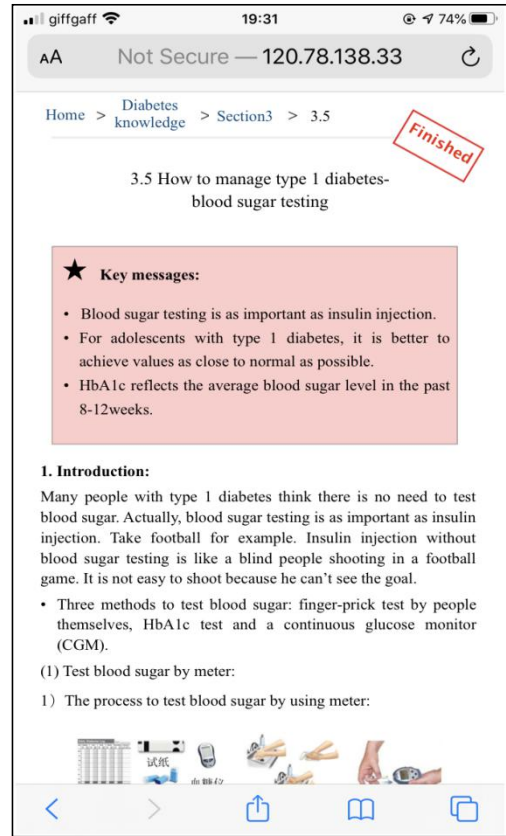 giffgaff 19:31 74%
AA Not Secure — 120.78.138.33
Home > Diabetes knowledge > Section3 > 3.5
Finished
3.5 How to manage type 1 diabetes-
blood sugar testing
★ Key messages:
• Blood sugar testing is as important as insulin injection.
• For adolescents with type 1 diabetes, it is better to
achieve values as close to normal as possible.
• HbA1c reflects the average blood sugar level in the past
8-12weeks.
1. Introduction:
Many people with type 1 diabetes think there is no need to test
blood sugar. Actually, blood sugar testing is as important as insulin
injection. Take football for example. Insulin injection without
blood sugar testing is like a blind people shooting in a football
game. It is not easy to shoot because he can't see the goal.
• Three methods to test blood sugar: finger-prick test by people
themselves, HbA1c test and a continuous glucose monitor
(CGM).
(1) Test blood sugar by meter:
1）The process to test blood sugar by using meter:
试纸
血糖仪